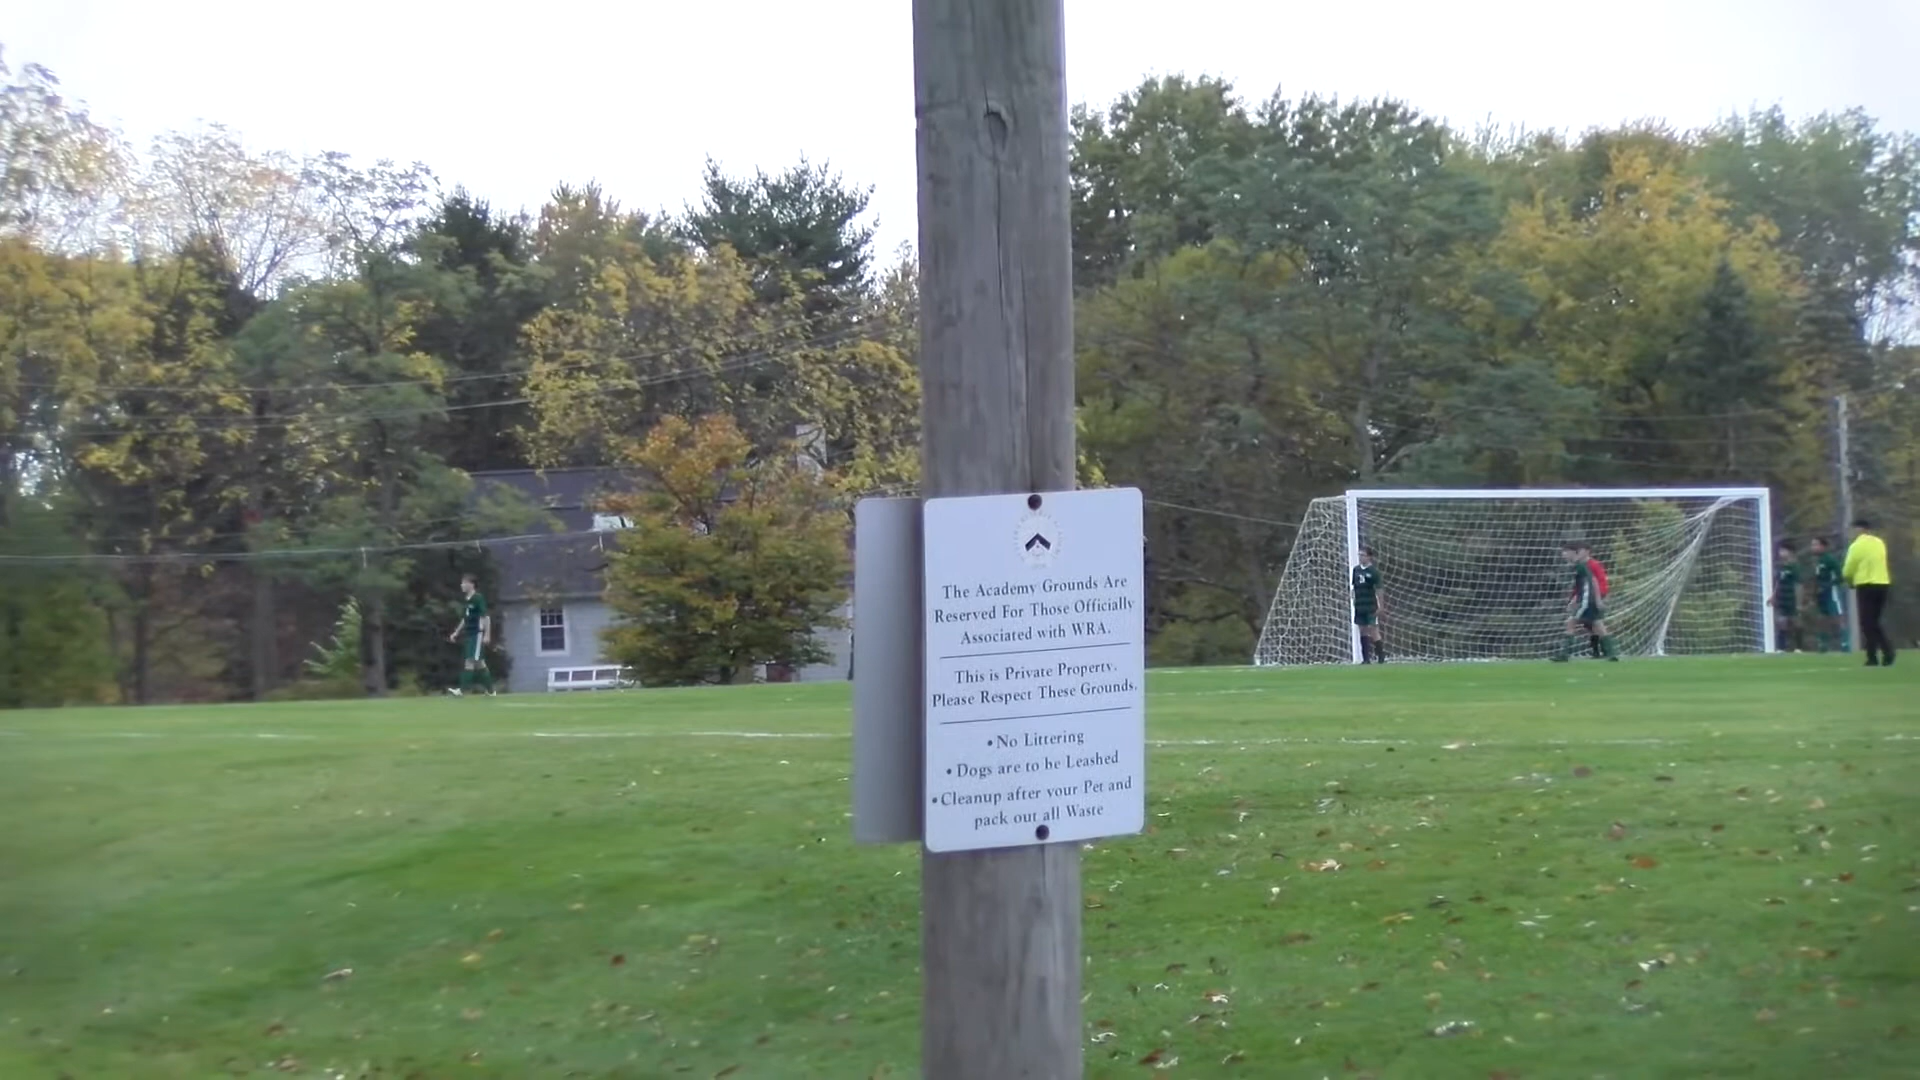 The Academy Grounds Are
Reserved For Those Officially
Associated with WRA.
This is Private Property.
Please Respect These Grounds.
• No Littering
• Dogs are to be Leashed
• Cleanup after your Pet and
pack out all Waste